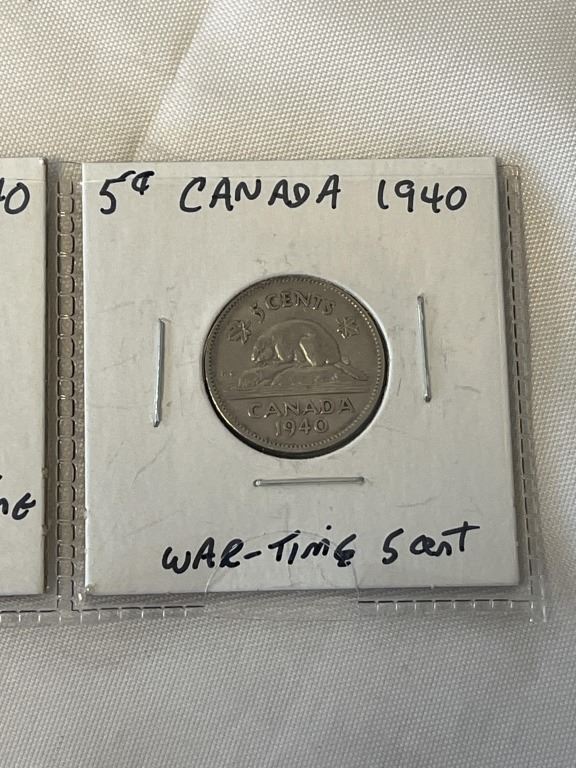 40
5¢ CANADA 1940
5 CENTS
CANADA
1940
WAR-TIME 5 cent